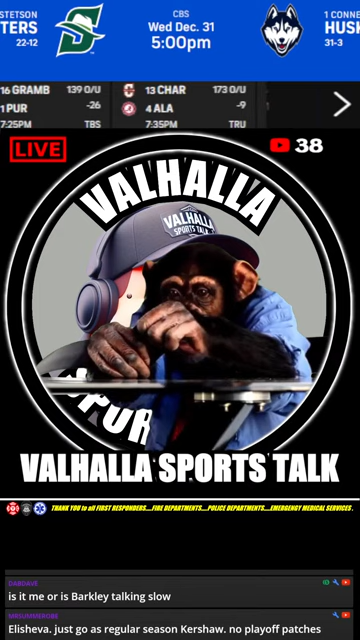 STETSON
TERS
22-12
CBS
Wed Dec. 31
5:00pm
1 CONNE
HUSK
31-3
16 GRAMB 139 O/U
1 PUR -26
7:25PM TBS
13 CHAR 173 O/U
4 ALA -9
7:35PM TRU
LIVE
38
VALHALLA
VALHALLA
SPORTS TALK
SPOR
VALHALLA SPORTS TALK
THANK YOU to all FIRST RESPONDERS....FIRE DEPARTMENTS....POLICE DEPARTMENTS....EMERGENCY MEDICAL SERVICES.
DABDAVE
is it me or is Barkley talking slow
MRSUMMER0BE
Elisheva. just go as regular season Kershaw. no playoff patches